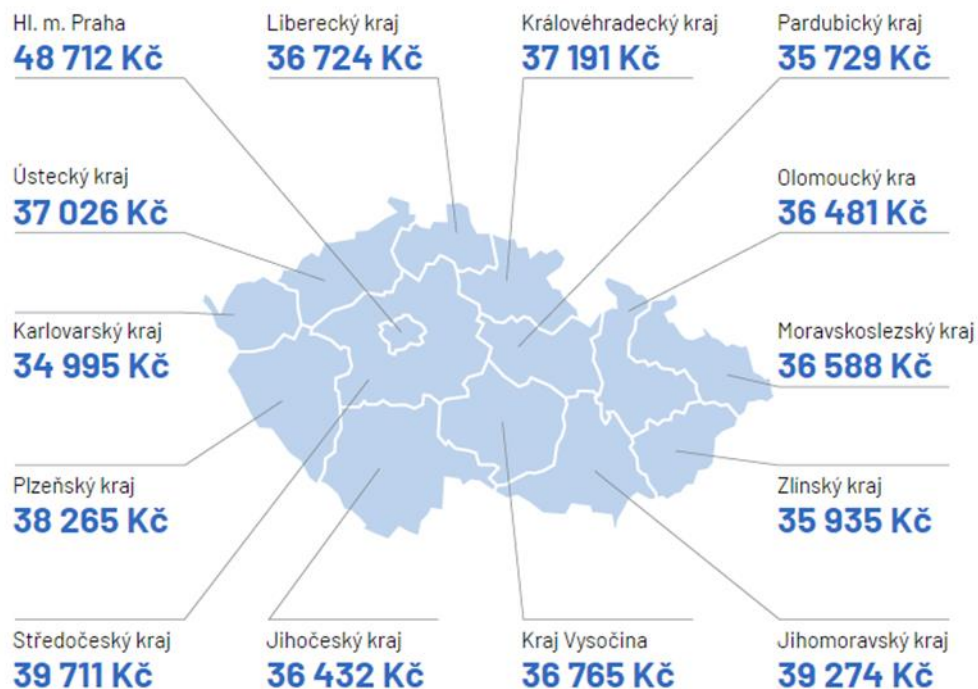 Hl. m. Praha
48 712 Kč
Liberecký kraj
36 724 Kč
Královéhradecký kraj
37 191 Kč
Pardubický kraj
35 729 Kč
Ústecký kraj
37 026 Kč
Olomoucký kra
36 481 Kč
Karlovarský kraj
34 995 Kč
Moravskoslezský kraj
36 588 Kč
Plzeňský kraj
38 265 Kč
Zlínský kraj
35 935 Kč
Středočeský kraj
39 711 Kč
Jihočeský kraj
36 432 Kč
Kraj Vysočina
36 765 Kč
Jihomoravský kraj
39 274 Kč